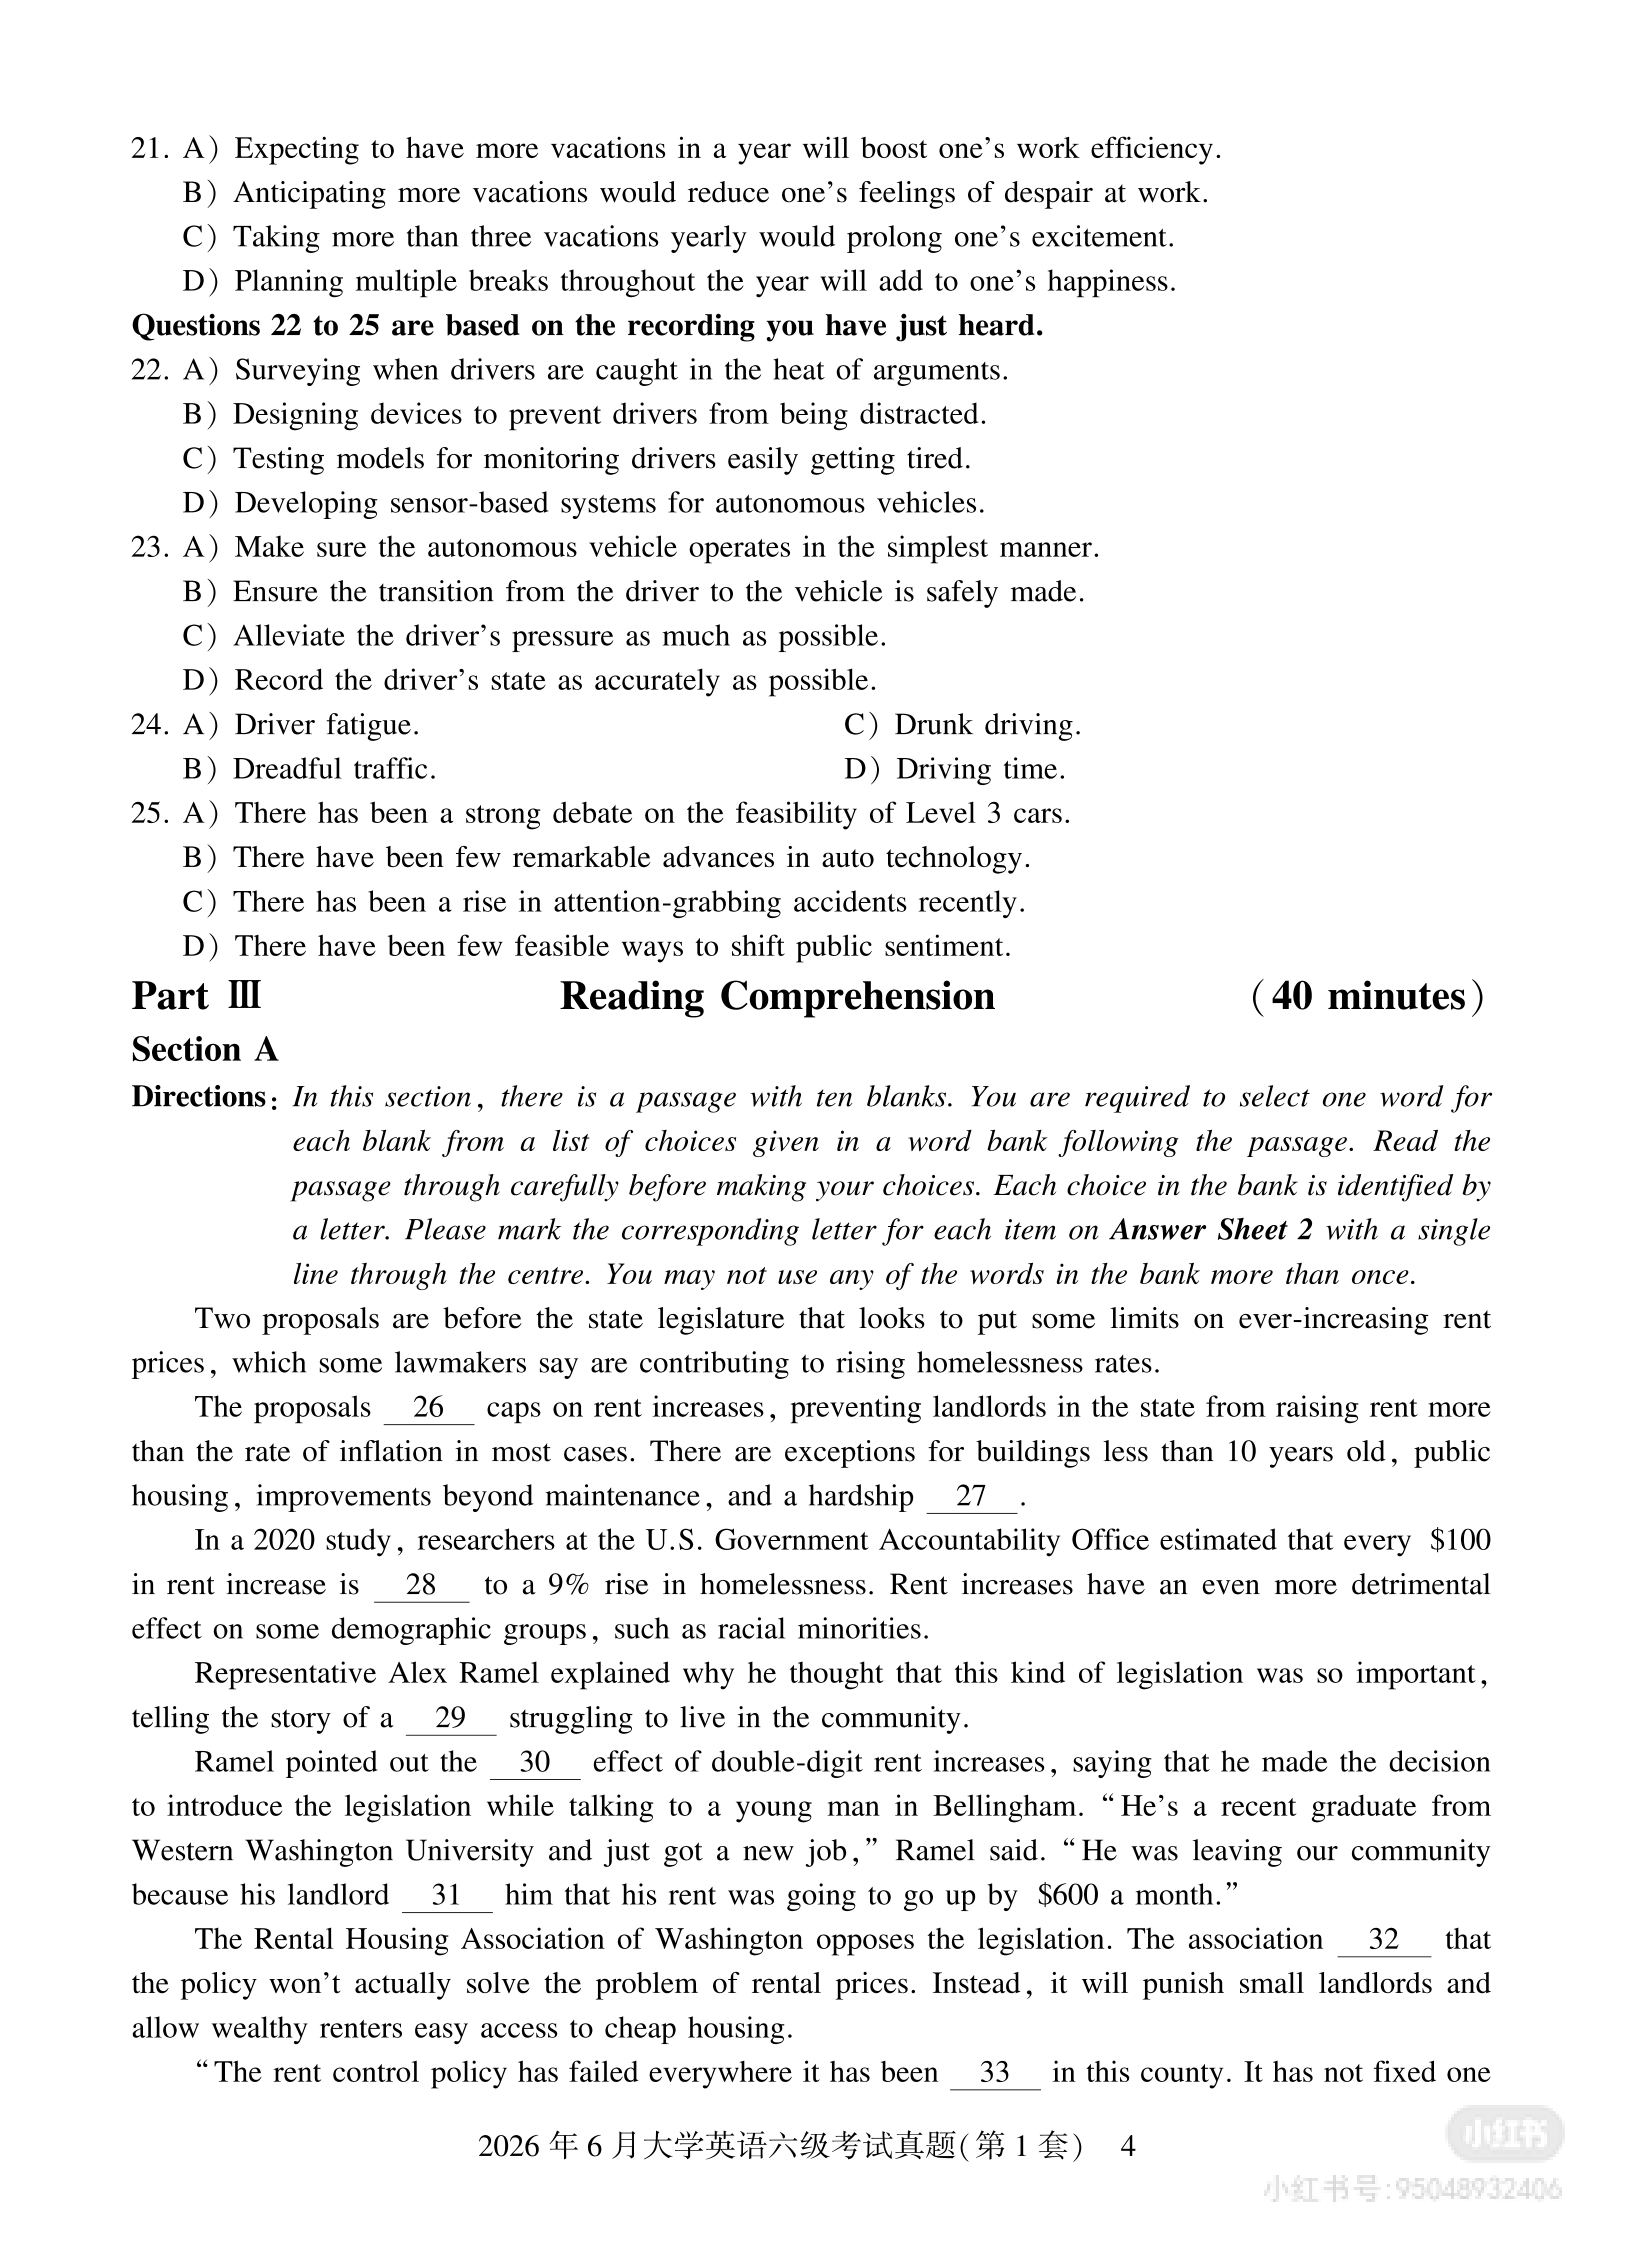 21. A) Expecting to have more vacations in a year will boost one's work efficiency.
B) Anticipating more vacations would reduce one's feelings of despair at work.
C) Taking more than three vacations yearly would prolong one's excitement.
D) Planning multiple breaks throughout the year will add to one's happiness.
Questions 22 to 25 are based on the recording you have just heard.
22. A) Surveying when drivers are caught in the heat of arguments.
B) Designing devices to prevent drivers from being distracted.
C) Testing models for monitoring drivers easily getting tired.
D) Developing sensor-based systems for autonomous vehicles.
23. A) Make sure the autonomous vehicle operates in the simplest manner.
B) Ensure the transition from the driver to the vehicle is safely made.
C) Alleviate the driver's pressure as much as possible.
D) Record the driver's state as accurately as possible.
24. A) Driver fatigue. C) Drunk driving.
B) Dreadful traffic. D) Driving time.
25. A) There has been a strong debate on the feasibility of Level 3 cars.
B) There have been few remarkable advances in auto technology.
C) There has been a rise in attention-grabbing accidents recently.
D) There have been few feasible ways to shift public sentiment.
Part Ⅲ Reading Comprehension (40 minutes)
Section A
Directions: In this section, there is a passage with ten blanks. You are required to select one word for
each blank from a list of choices given in a word bank following the passage. Read the
passage through carefully before making your choices. Each choice in the bank is identified by
a letter. Please mark the corresponding letter for each item on Answer Sheet 2 with a single
line through the centre. You may not use any of the words in the bank more than once.
Two proposals are before the state legislature that looks to put some limits on ever-increasing rent
prices, which some lawmakers say are contributing to rising homelessness rates.
The proposals 26 caps on rent increases, preventing landlords in the state from raising rent more
than the rate of inflation in most cases. There are exceptions for buildings less than 10 years old, public
housing, improvements beyond maintenance, and a hardship 27 .
In a 2020 study, researchers at the U.S. Government Accountability Office estimated that every $100
in rent increase is 28 to a 9% rise in homelessness. Rent increases have an even more detrimental
effect on some demographic groups, such as racial minorities.
Representative Alex Ramel explained why he thought that this kind of legislation was so important,
telling the story of a 29 struggling to live in the community.
Ramel pointed out the 30 effect of double-digit rent increases, saying that he made the decision
to introduce the legislation while talking to a young man in Bellingham. "He's a recent graduate from
Western Washington University and just got a new job," Ramel said. "He was leaving our community
because his landlord 31 him that his rent was going to go up by $600 a month."
The Rental Housing Association of Washington opposes the legislation. The association 32 that
the policy won't actually solve the problem of rental prices. Instead, it will punish small landlords and
allow wealthy renters easy access to cheap housing.
"The rent control policy has failed everywhere it has been 33 in this county. It has not fixed one
2026 年 6 月大学英语六级考试真题(第 1 套) 4
小红书
小红书号:95048932406